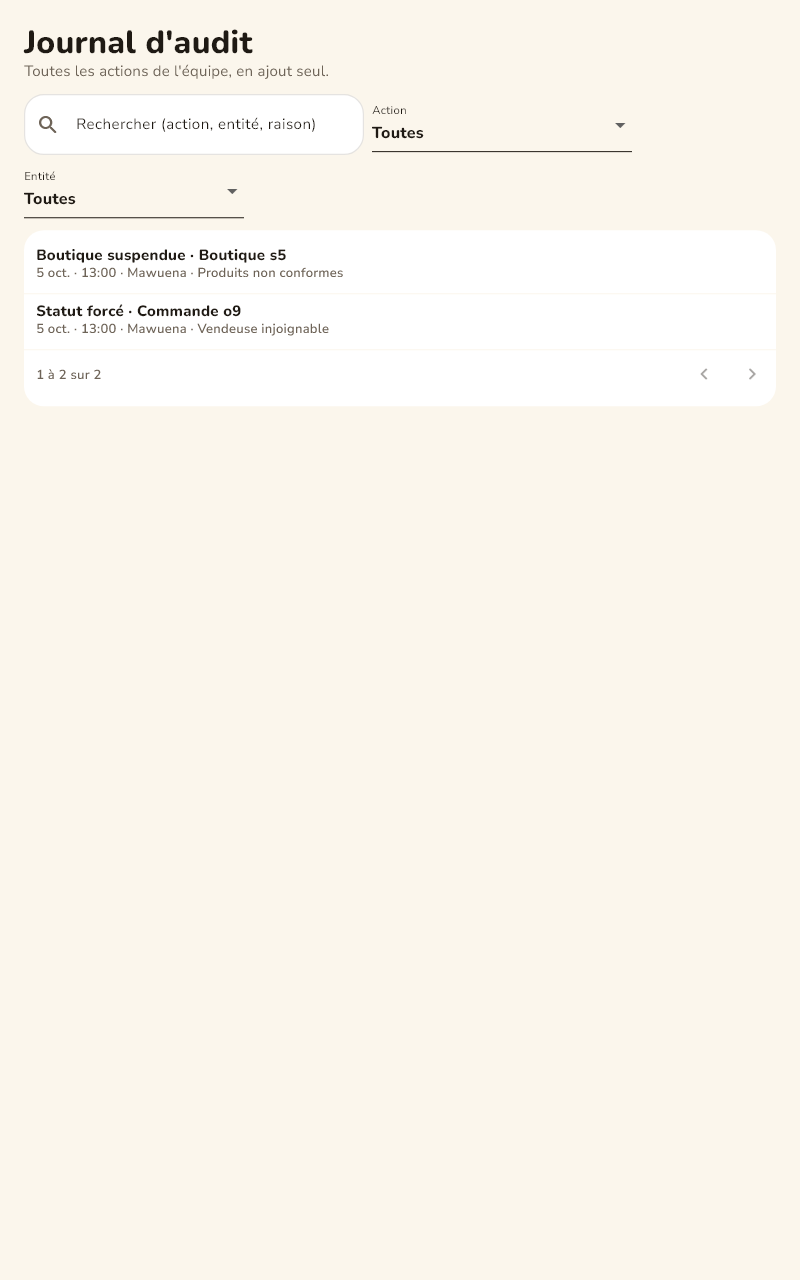 Journal d'audit
Toutes les actions de l'équipe, en ajout seul.
Rechercher (action, entité, raison)
Action
Toutes
Entité
Toutes
Boutique suspendue · Boutique s5
5 oct. · 13:00 · Mawuena · Produits non conformes
Statut forcé · Commande o9
5 oct. · 13:00 · Mawuena · Vendeuse injoignable
1 à 2 sur 2